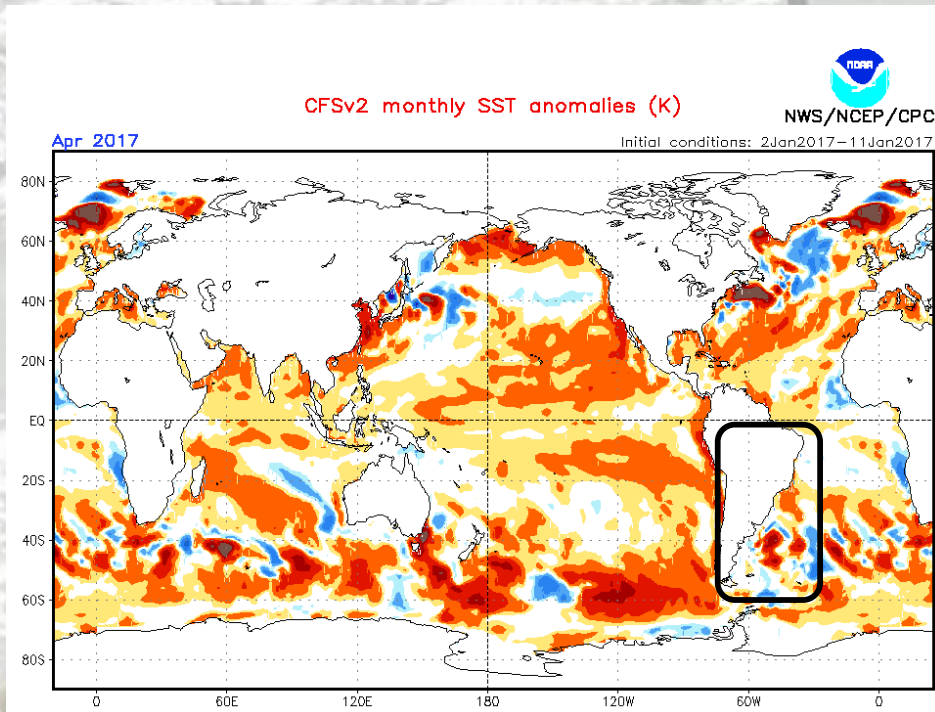 NOAA
NWS/NCEP/CPC
CFSv2 monthly SST anomalies (K)
Apr 2017
Initial conditions: 2Jan2017-11Jan2017
80N
60N
40N
20N
EQ
20S
40S
60S
80S
0 60E 120E 180 120W 60W 0